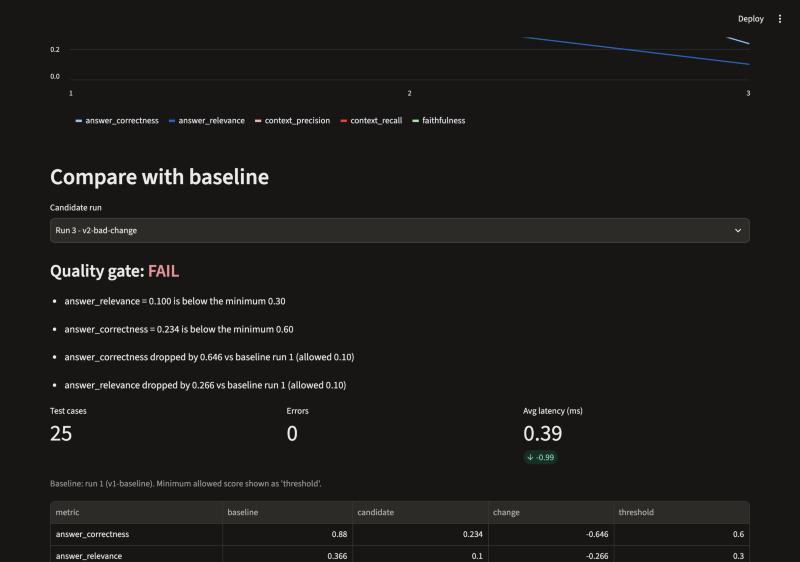 Deploy
0.2
0.0
1 2 3
answer_correctness answer_relevance context_precision context_recall faithfulness
Compare with baseline
Candidate run
Run 3 - v2-bad-change
Quality gate: FAIL
answer_relevance = 0.100 is below the minimum 0.30
answer_correctness = 0.234 is below the minimum 0.60
answer_correctness dropped by 0.646 vs baseline run 1 (allowed 0.10)
answer_relevance dropped by 0.266 vs baseline run 1 (allowed 0.10)
Test cases Errors Avg latency (ms)
25 0 0.39
↓ -0.99
Baseline: run 1 (v1-baseline). Minimum allowed score shown as 'threshold'.
metric baseline candidate change threshold
answer_correctness 0.88 0.234 -0.646 0.6
answer_relevance 0.366 0.1 -0.266 0.3